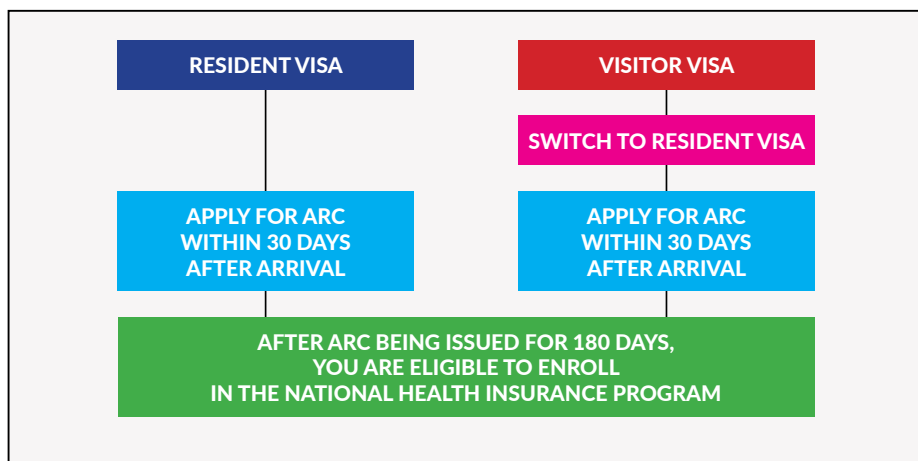 RESIDENT VISA
VISITOR VISA
SWITCH TO RESIDENT VISA
APPLY FOR ARC
WITHIN 30 DAYS
AFTER ARRIVAL
APPLY FOR ARC
WITHIN 30 DAYS
AFTER ARRIVAL
AFTER ARC BEING ISSUED FOR 180 DAYS,
YOU ARE ELIGIBLE TO ENROLL
IN THE NATIONAL HEALTH INSURANCE PROGRAM